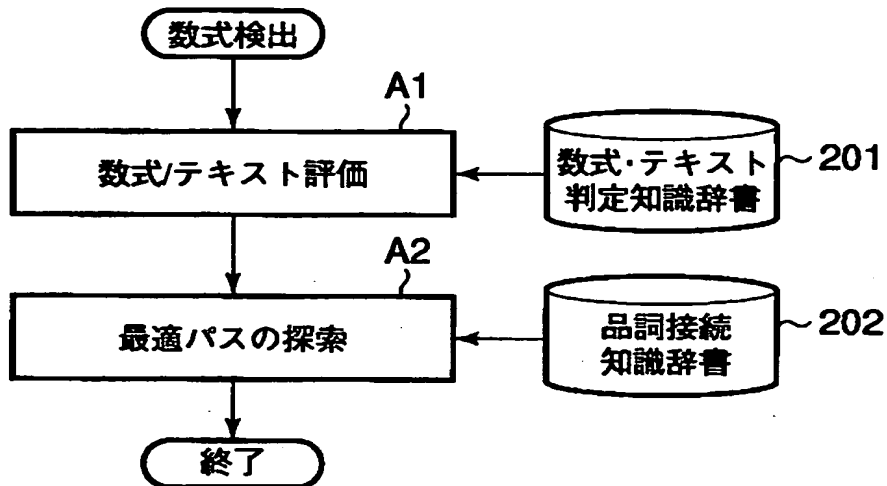 数式検出
A1
数式/テキスト評価
数式・テキスト
判定知識辞書
201
A2
最適パスの探索
品詞接続
知識辞書
202
終了